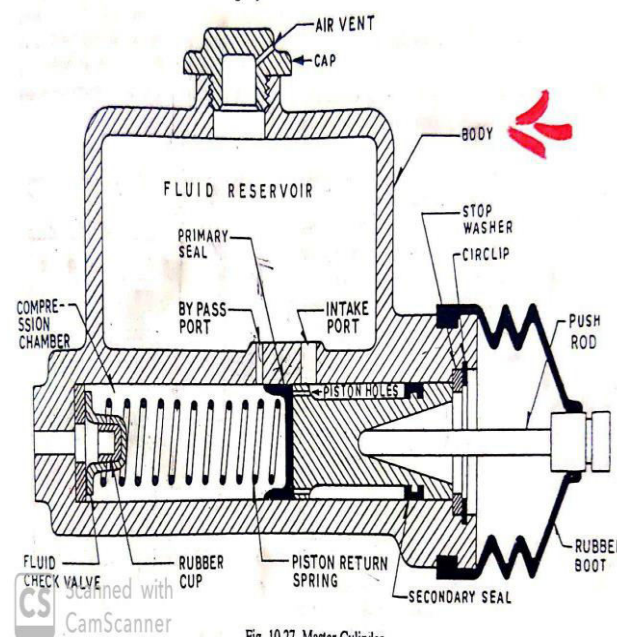 AIR VENT
CAP
BODY
FLUID RESERVOIR
STOP
WASHER
PRIMARY
SEAL
CIRCLIP
COMPRE-
SSION
CHAMBER
BY PASS
PORT
INTAKE
PORT
PUSH
ROD
PISTON HOLES
FLUID
CHECK VALVE
RUBBER
CUP
PISTON RETURN
SPRING
RUBBER
BOOT
SECONDARY SEAL
CS
Scanned with
CamScanner
Fig. 10.27 Master Cylinder